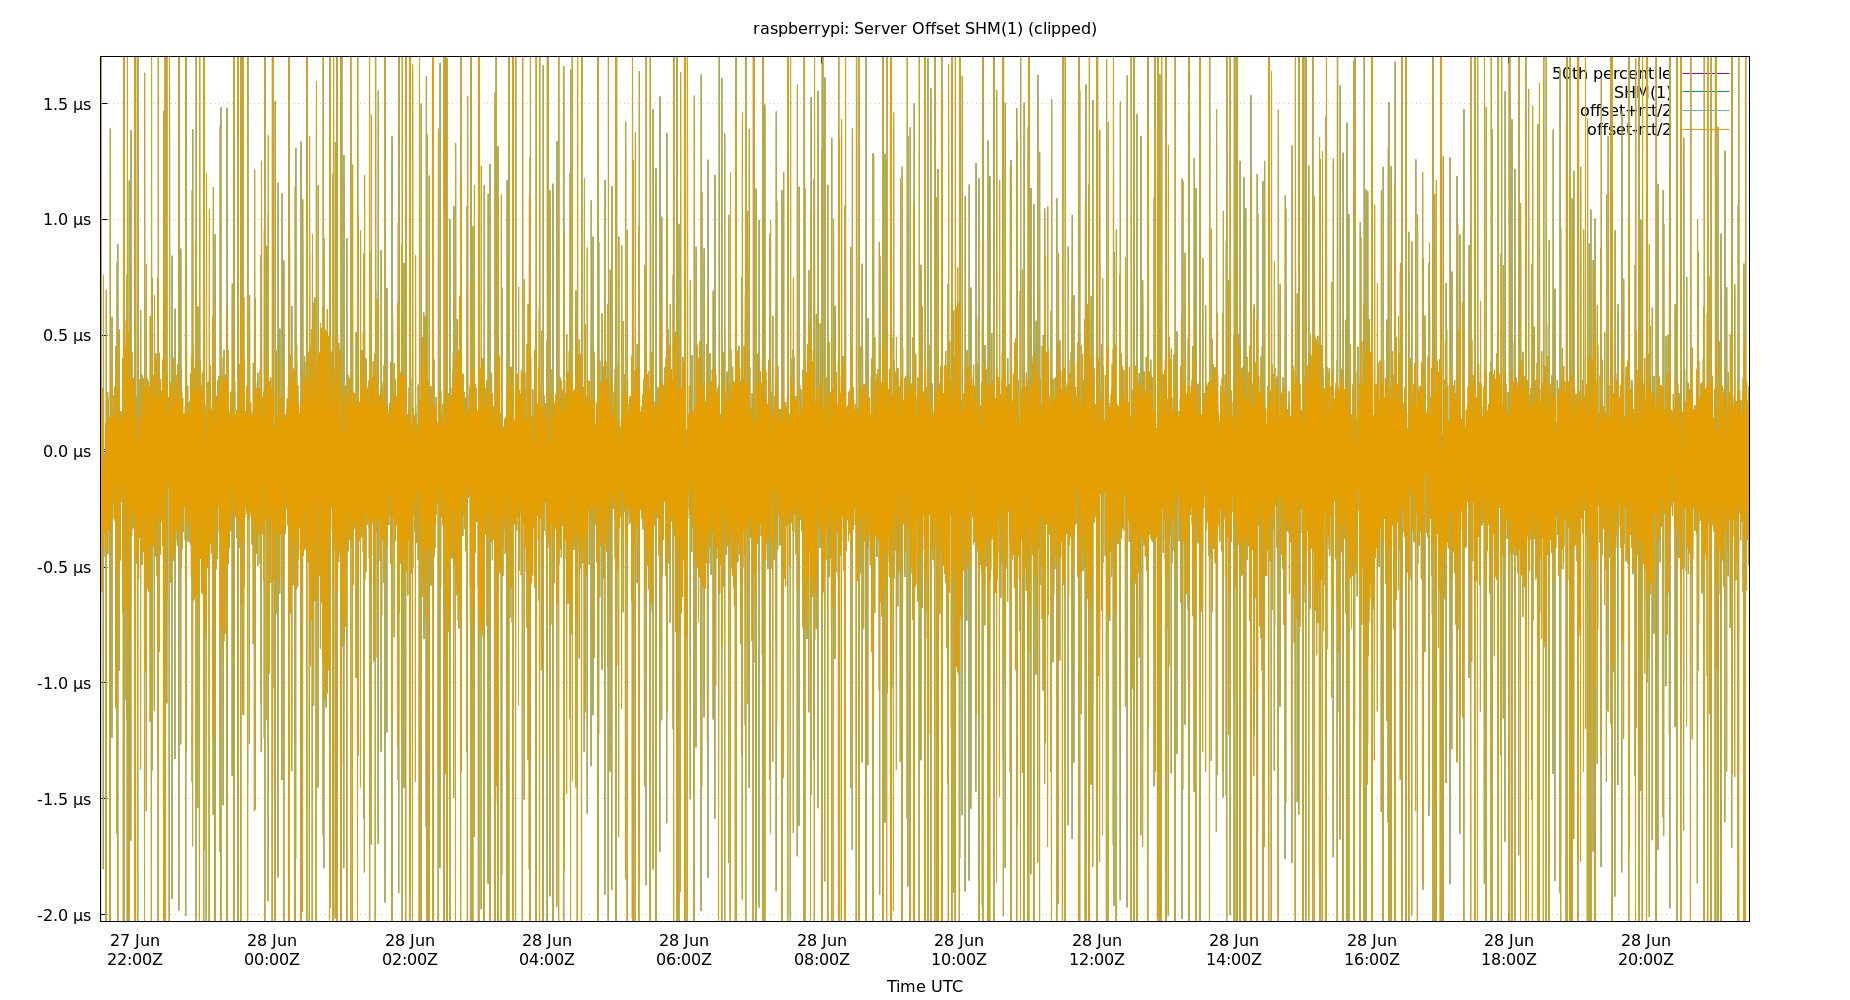 raspberrypi: Server Offset SHM(1) (clipped)
50th percentile
SHM(1)
offset+rtt/2
offset-rtt/2
1.5 µs
1.0 µs
0.5 µs
0.0 µs
-0.5 µs
-1.0 µs
-1.5 µs
-2.0 µs
27 Jun 28 Jun 28 Jun 28 Jun 28 Jun 28 Jun 28 Jun 28 Jun 28 Jun 28 Jun 28 Jun 28 Jun
22:00Z 00:00Z 02:00Z 04:00Z 06:00Z 08:00Z 10:00Z 12:00Z 14:00Z 16:00Z 18:00Z 20:00Z
Time UTC